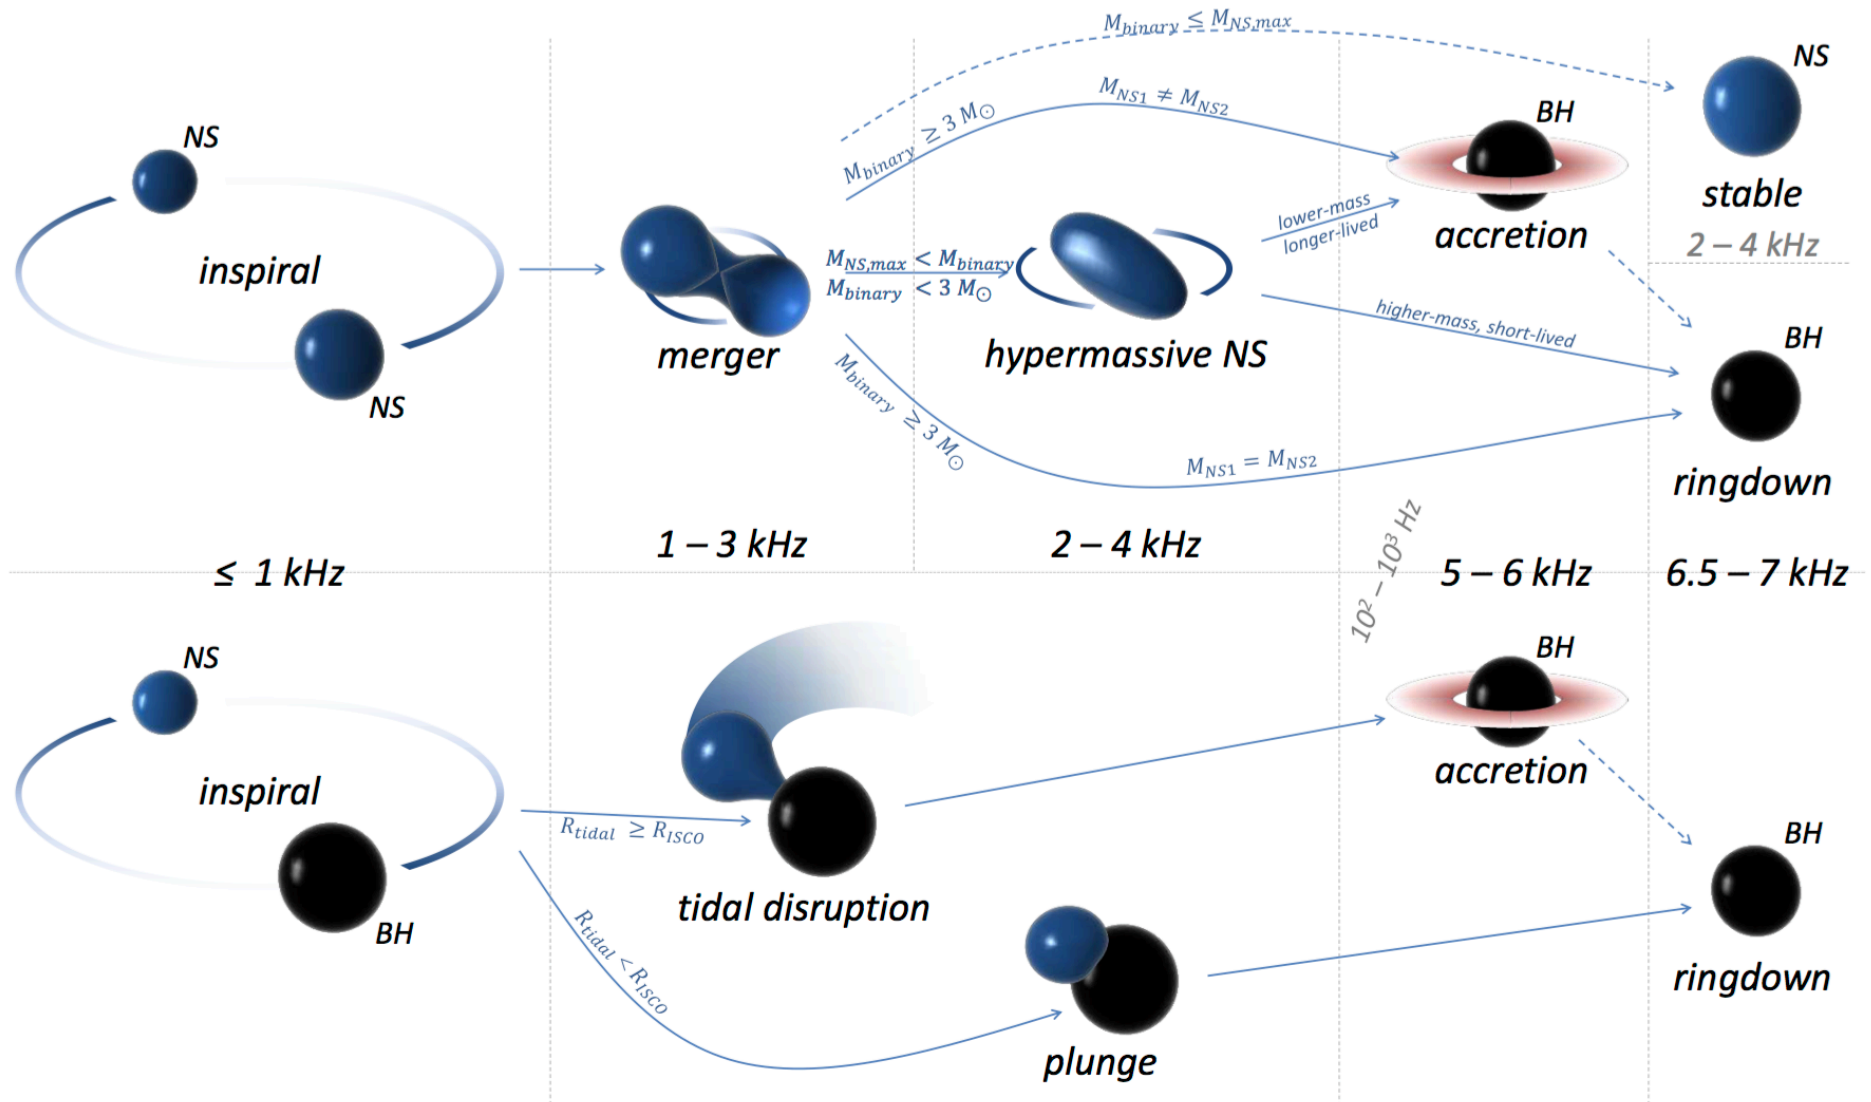 M_binary ≤ M_NS,max
NS
NS
M_binary ≥ 3 M_☉
M_NS1 ≠ M_NS2
BH
inspiral
lower-mass
longer-lived
accretion
stable
2 – 4 kHz
M_NS,max < M_binary
M_binary < 3 M_☉
merger
hypermassive NS
NS
higher-mass, short-lived
BH
M_binary ≥ 3 M_☉
M_NS1 = M_NS2
ringdown
≤ 1 kHz
1 – 3 kHz
2 – 4 kHz
10² – 10³ Hz
5 – 6 kHz
6.5 – 7 kHz
NS
BH
inspiral
accretion
R_tidal ≥ R_ISCO
BH
tidal disruption
BH
R_tidal < R_ISCO
ringdown
plunge